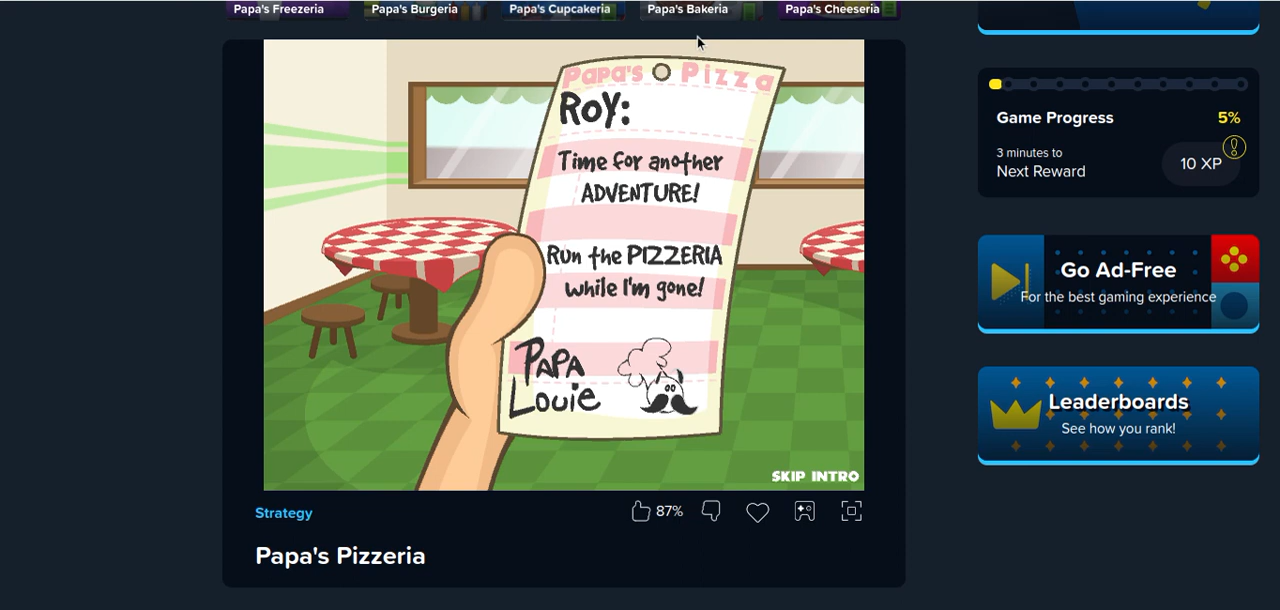 Papa's Freezeria
Papa's Burgeria
Papa's Cupcakeria
Papa's Bakeria
Papa's Cheeseria
Papa's Pizza
Roy:
Time for another
ADVENTURE!
Run the PIZZERIA
while I'm gone!
PAPA
Louie
SKIP INTRO
Strategy
87%
Papa's Pizzeria
Game Progress
5%
3 minutes to
Next Reward
10 XP
Go Ad-Free
For the best gaming experience
Leaderboards
See how you rank!